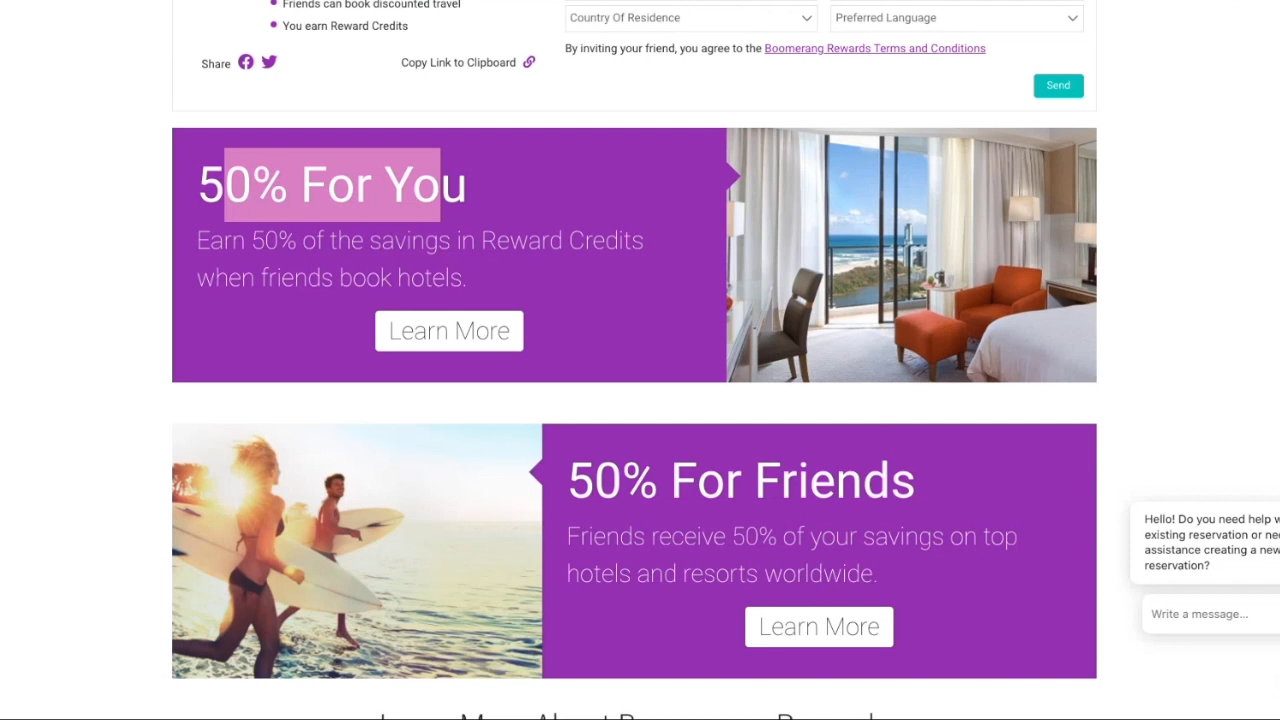 Friends can book discounted travel
You earn Reward Credits
Share
Copy Link to Clipboard
Country Of Residence
Preferred Language
By inviting your friend, you agree to the Boomerang Rewards Terms and Conditions
Send
50% For You
Earn 50% of the savings in Reward Credits
when friends book hotels.
Learn More
50% For Friends
Friends receive 50% of your savings on top
hotels and resorts worldwide.
Learn More
Hello! Do you need help
existing reservation or
assistance creating a new
reservation?
Write a message...